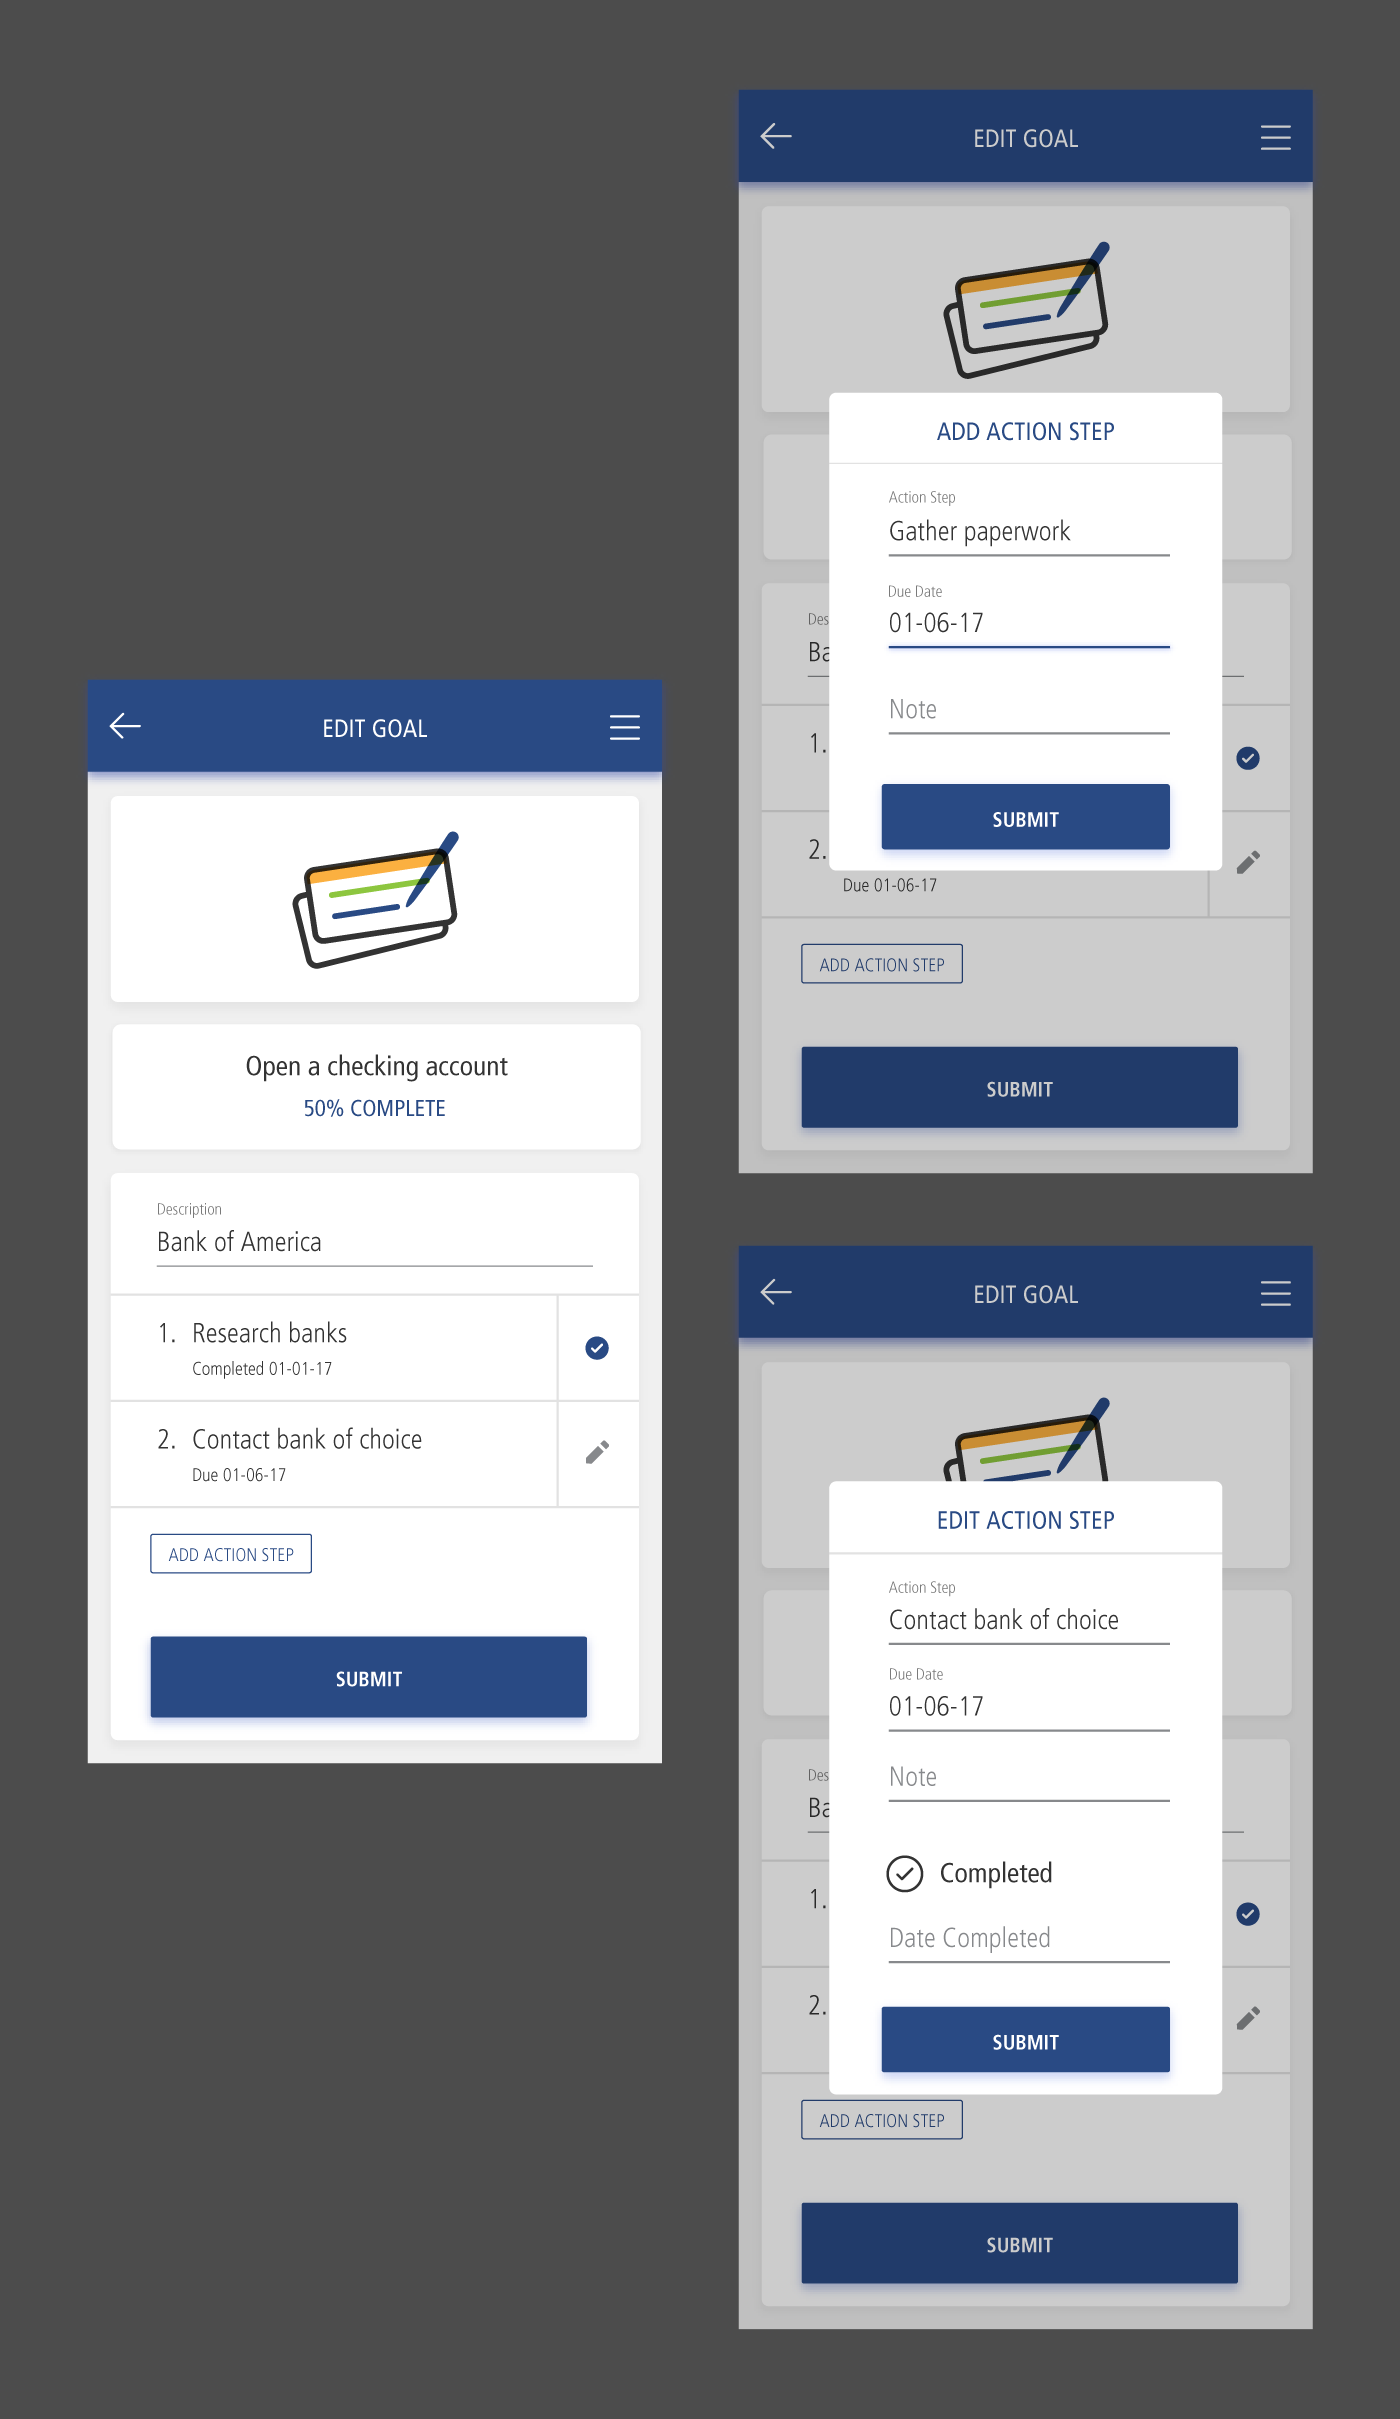 EDIT GOAL
Open a checking account
50% COMPLETE
Description
Bank of America
1. Research banks
Completed 01-01-17
2. Contact bank of choice
Due 01-06-17
ADD ACTION STEP
SUBMIT
EDIT GOAL
ADD ACTION STEP
Action Step
Gather paperwork
Due Date
01-06-17
Note
SUBMIT
Des
Ba
1.
2.
Due 01-06-17
ADD ACTION STEP
SUBMIT
EDIT GOAL
EDIT ACTION STEP
Action Step
Contact bank of choice
Due Date
01-06-17
Note
Completed
Date Completed
SUBMIT
Des
Ba
1.
2.
ADD ACTION STEP
SUBMIT